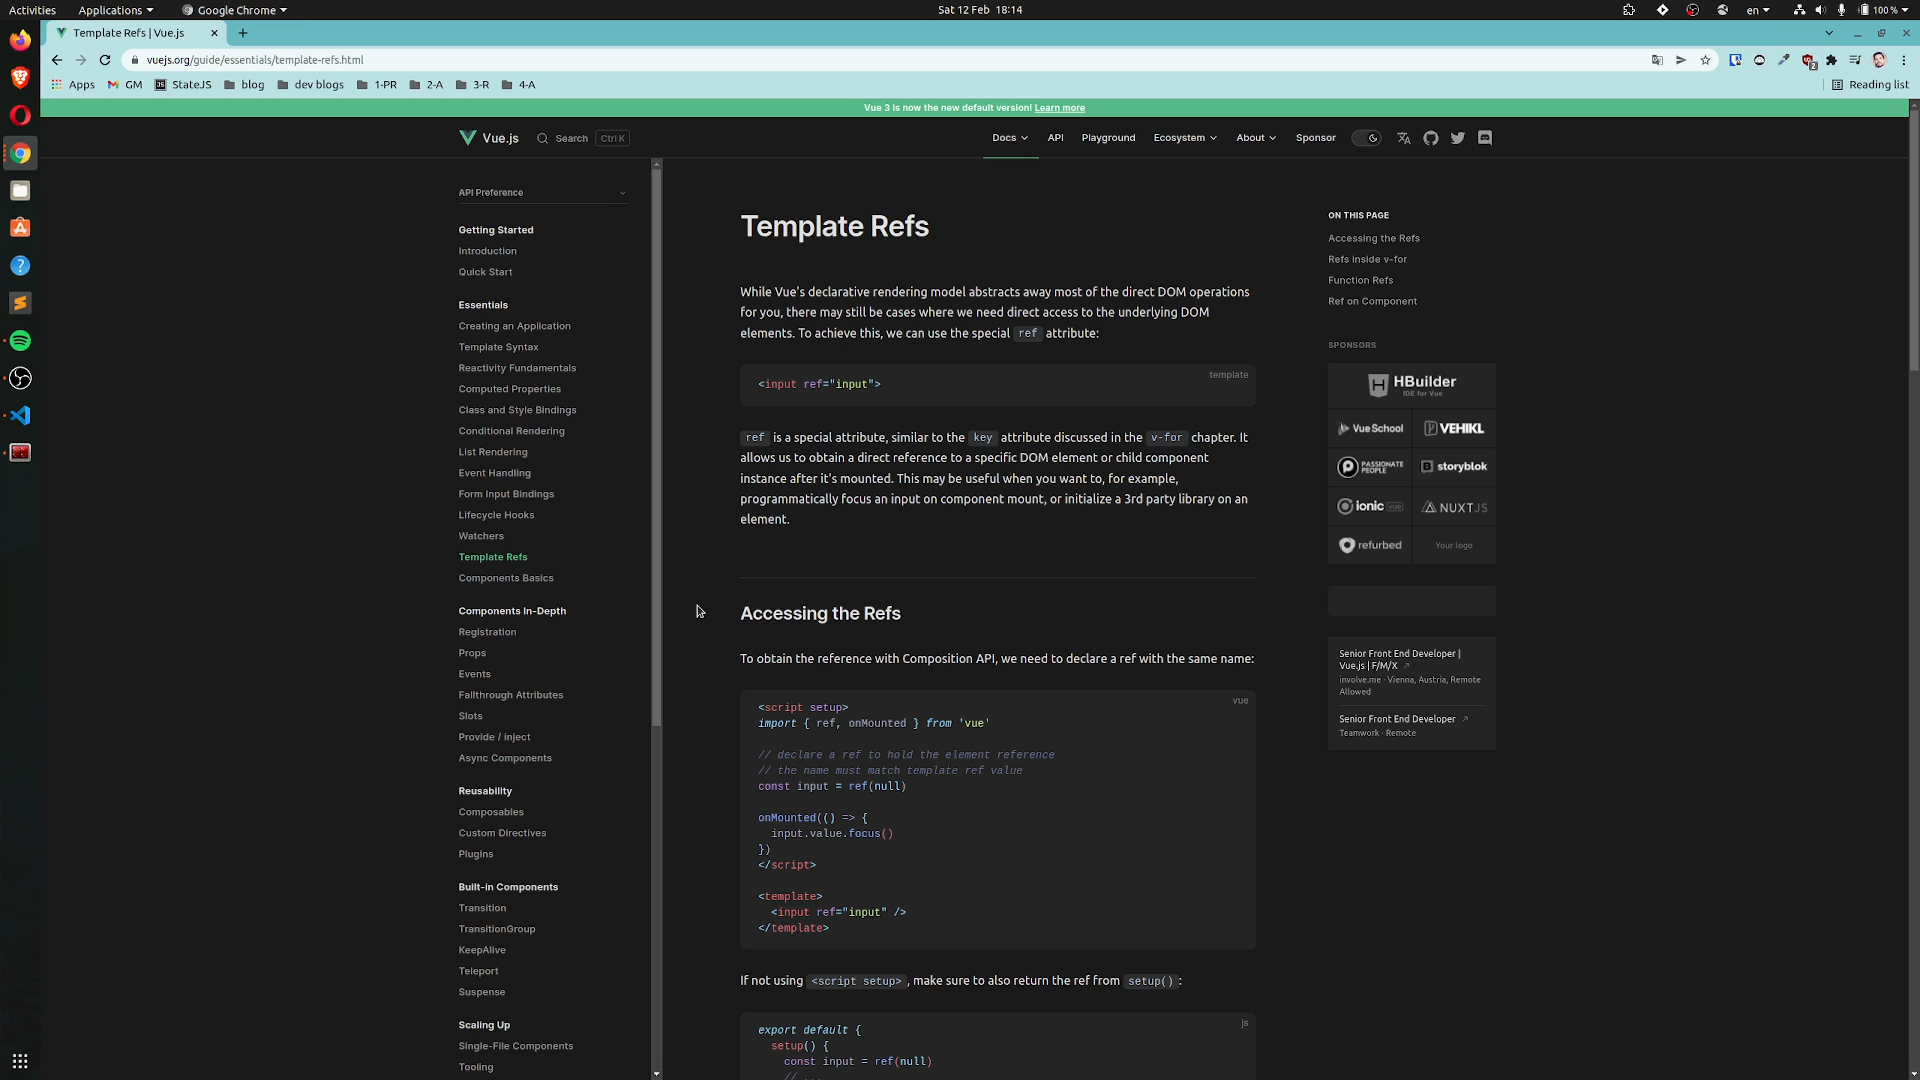 Activities Applications Google Chrome Sat 12 Feb 18:14 en 100 %
Template Refs | Vue.js
vuejs.org/guide/essentials/template-refs.html
Apps GM StateJS blog dev blogs 1-PR 2-A 3-R 4-A Reading list
Vue 3 is now the new default version! Learn more
Vue.js Search Ctrl K Docs API Playground Ecosystem About Sponsor
API Preference
Getting Started
Introduction
Quick Start
Essentials
Creating an Application
Template Syntax
Reactivity Fundamentals
Computed Properties
Class and Style Bindings
Conditional Rendering
List Rendering
Event Handling
Form Input Bindings
Lifecycle Hooks
Watchers
Template Refs
Components Basics
Components In-Depth
Registration
Props
Events
Fallthrough Attributes
Slots
Provide / inject
Async Components
Reusability
Composables
Custom Directives
Plugins
Built-in Components
Transition
TransitionGroup
KeepAlive
Teleport
Suspense
Scaling Up
Single-File Components
Tooling
Template Refs
While Vue's declarative rendering model abstracts away most of the direct DOM operations
for you, there may still be cases where we need direct access to the underlying DOM
elements. To achieve this, we can use the special ref attribute:
template
<input ref="input">
ref is a special attribute, similar to the key attribute discussed in the v-for chapter. It
allows us to obtain a direct reference to a specific DOM element or child component
instance after it's mounted. This may be useful when you want to, for example,
programmatically focus an input on component mount, or initialize a 3rd party library on an
element.
Accessing the Refs
To obtain the reference with Composition API, we need to declare a ref with the same name:
vue
<script setup>
import { ref, onMounted } from 'vue'
// declare a ref to hold the element reference
// the name must match template ref value
const input = ref(null)
onMounted(() => {
input.value.focus()
})
</script>
<template>
<input ref="input" />
</template>
If not using <script setup>, make sure to also return the ref from setup():
js
export default {
setup() {
const input = ref(null)
// ...
ON THIS PAGE
Accessing the Refs
Refs inside v-for
Function Refs
Ref on Component
SPONSORS
HBuilder
IDE for Vue
Vue School VEHIKL
PASSIONATE PEOPLE storyblok
ionic vue NUXTJS
refurbed Your logo
Senior Front End Developer |
Vue.js | F/M/X
involve.me · Vienna, Austria, Remote
Allowed
Senior Front End Developer
Teamwork · Remote